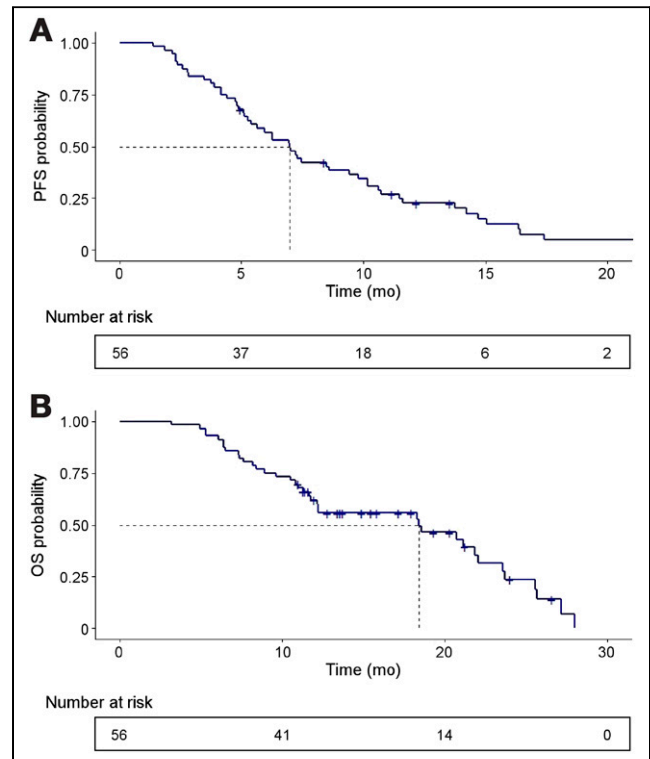 A
1.00
0.75
0.50
0.25
0
PFS probability
0 5 10 15 20
Time (mo)
Number at risk
56 37 18 6 2
B
1.00
0.75
0.50
0.25
0
OS probability
0 10 20 30
Time (mo)
Number at risk
56 41 14 0